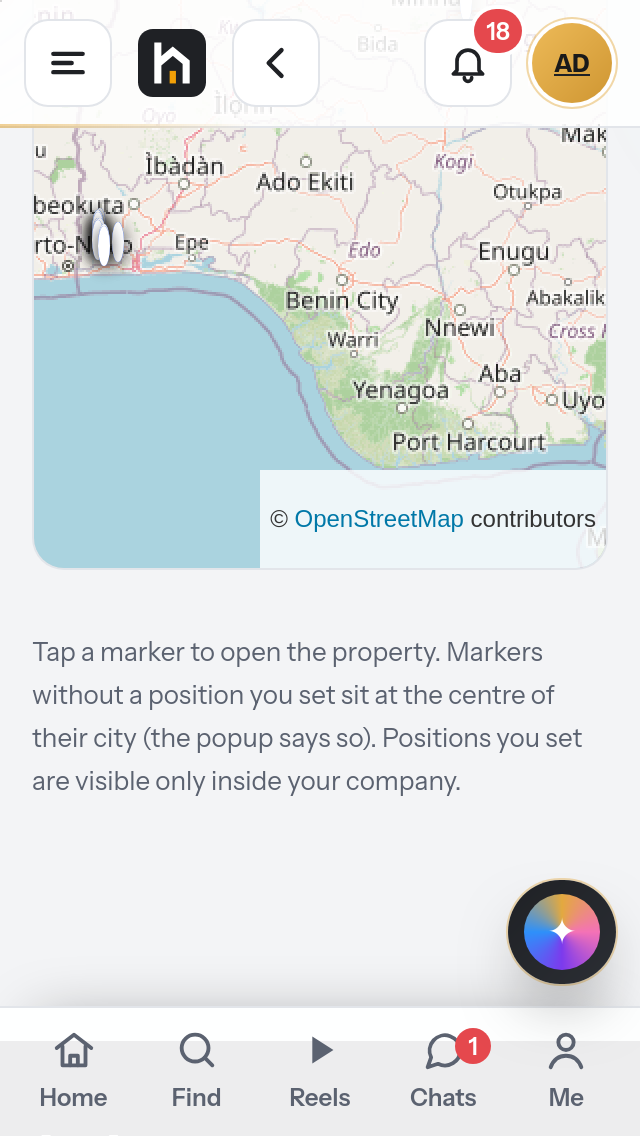 18
AD
Bida
Oyo
Ìlọrin
Mak
u
Ìbàdàn
Ado Ekiti
Kogi
Otukpa
beokuta
rto-N
o
Epe
Edo
Enugu
Benin City
Abakalik
Nnewi
Cross R
Warri
Aba
Yenagoa
Uyo
Port Harcourt
© OpenStreetMap contributors
Tap a marker to open the property. Markers
without a position you set sit at the centre of
their city (the popup says so). Positions you set
are visible only inside your company.
1
Home
Find
Reels
Chats
Me